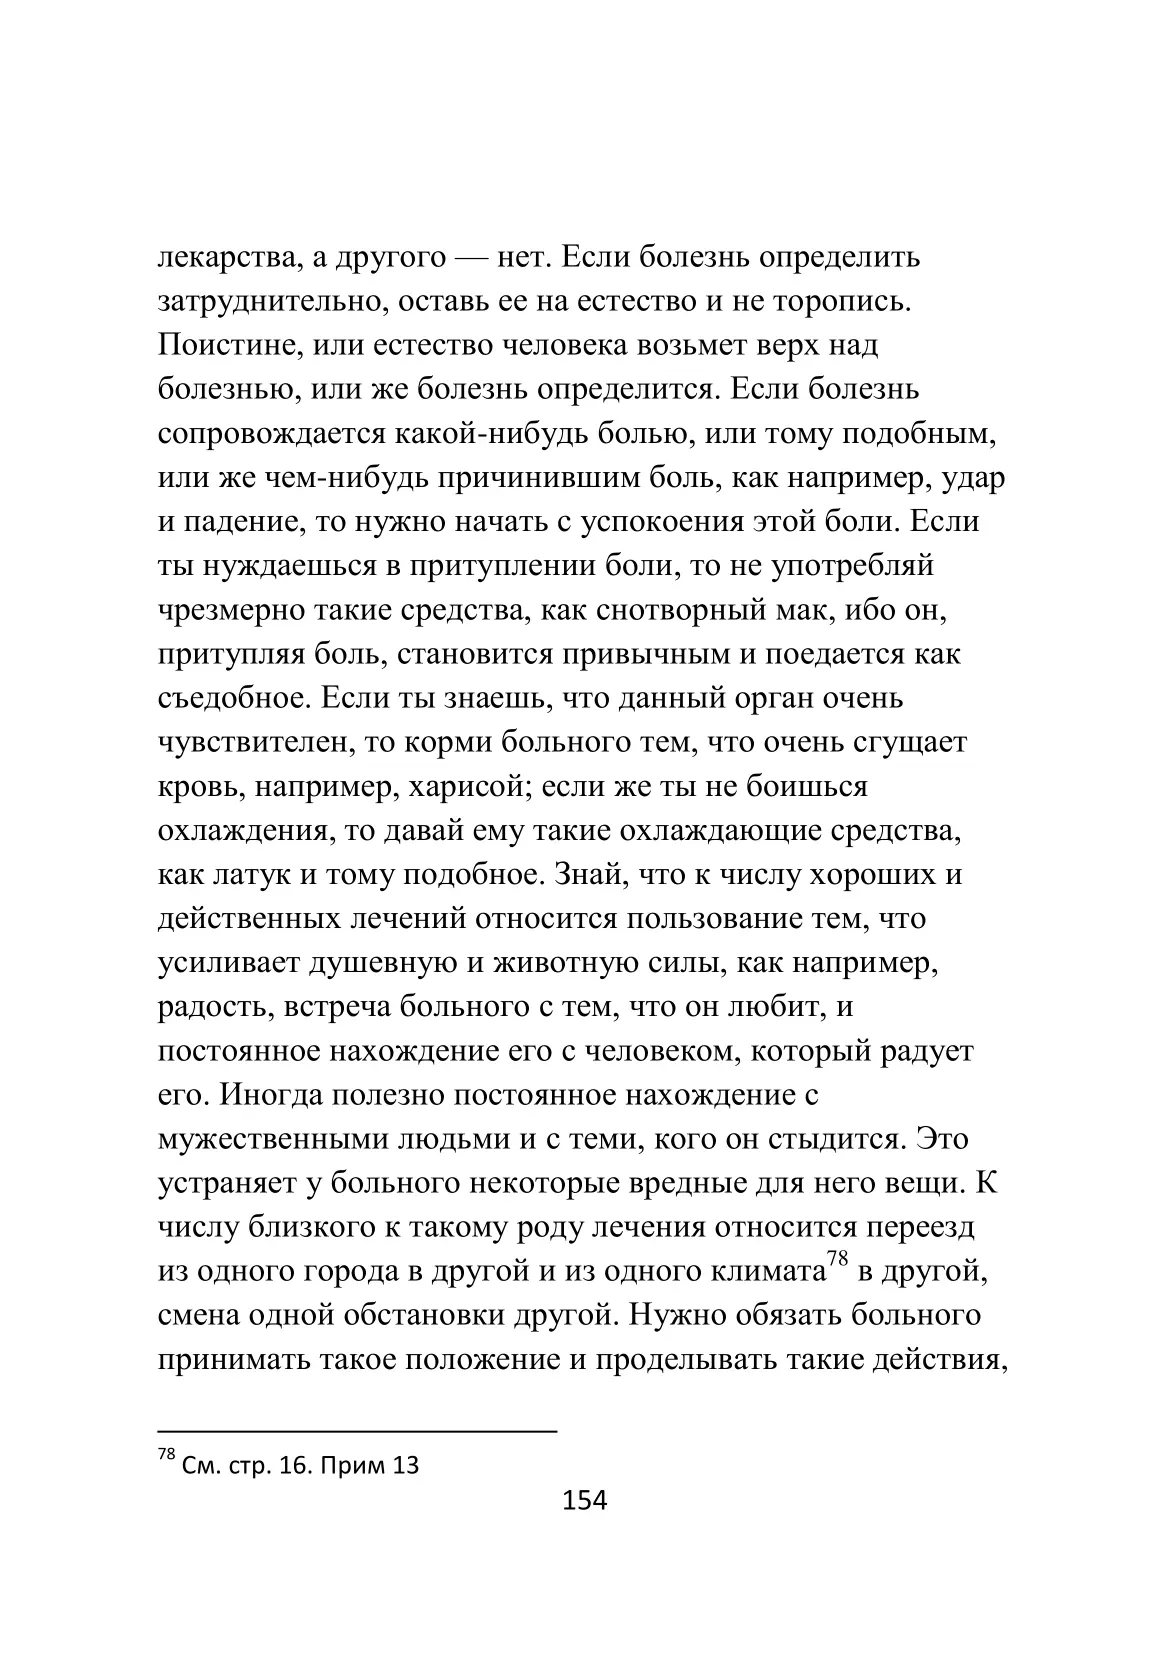 лекарства, а другого — нет. Если болезнь определить
затруднительно, оставь ее на естество и не торопись.
Поистине, или естество человека возьмет верх над
болезнью, или же болезнь определится. Если болезнь
сопровождается какой-нибудь болью, или тому подобным,
или же чем-нибудь причинившим боль, как например, удар
и падение, то нужно начать с успокоения этой боли. Если
ты нуждаешься в притуплении боли, то не употребляй
чрезмерно такие средства, как снотворный мак, ибо он,
притупляя боль, становится привычным и поедается как
съедобное. Если ты знаешь, что данный орган очень
чувствителен, то корми больного тем, что очень сгущает
кровь, например, харисой; если же ты не боишься
охлаждения, то давай ему такие охлаждающие средства,
как латук и тому подобное. Знай, что к числу хороших и
действенных лечений относится пользование тем, что
усиливает душевную и животную силы, как например,
радость, встреча больного с тем, что он любит, и
постоянное нахождение его с человеком, который радует
его. Иногда полезно постоянное нахождение с
мужественными людьми и с теми, кого он стыдится. Это
устраняет у больного некоторые вредные для него вещи. К
числу близкого к такому роду лечения относится переезд
из одного города в другой и из одного климата78 в другой,
смена одной обстановки другой. Нужно обязать больного
принимать такое положение и проделывать такие действия,
78 См. стр. 16. Прим 13
154